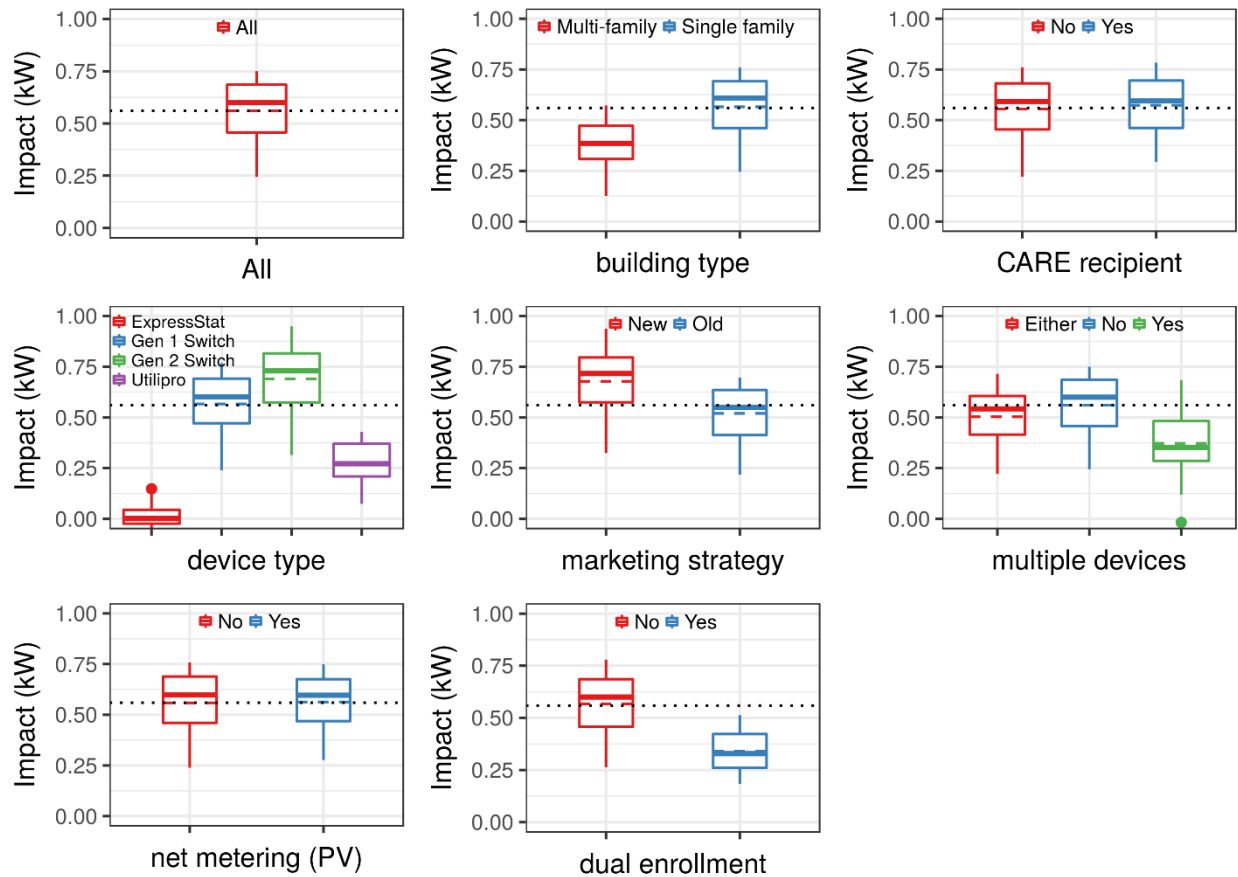 Impact (kW)
1.00
0.75
0.50
0.25
0.00
All
All
Impact (kW)
1.00
0.75
0.50
0.25
0.00
Multi-family Single family
building type
Impact (kW)
1.00
0.75
0.50
0.25
0.00
No Yes
CARE recipient
Impact (kW)
1.00
0.75
0.50
0.25
0.00
ExpressStat
Gen 1 Switch
Gen 2 Switch
Utilipro
device type
Impact (kW)
1.00
0.75
0.50
0.25
0.00
New Old
marketing strategy
Impact (kW)
1.00
0.75
0.50
0.25
0.00
Either No Yes
multiple devices
Impact (kW)
1.00
0.75
0.50
0.25
0.00
No Yes
net metering (PV)
Impact (kW)
1.00
0.75
0.50
0.25
0.00
No Yes
dual enrollment